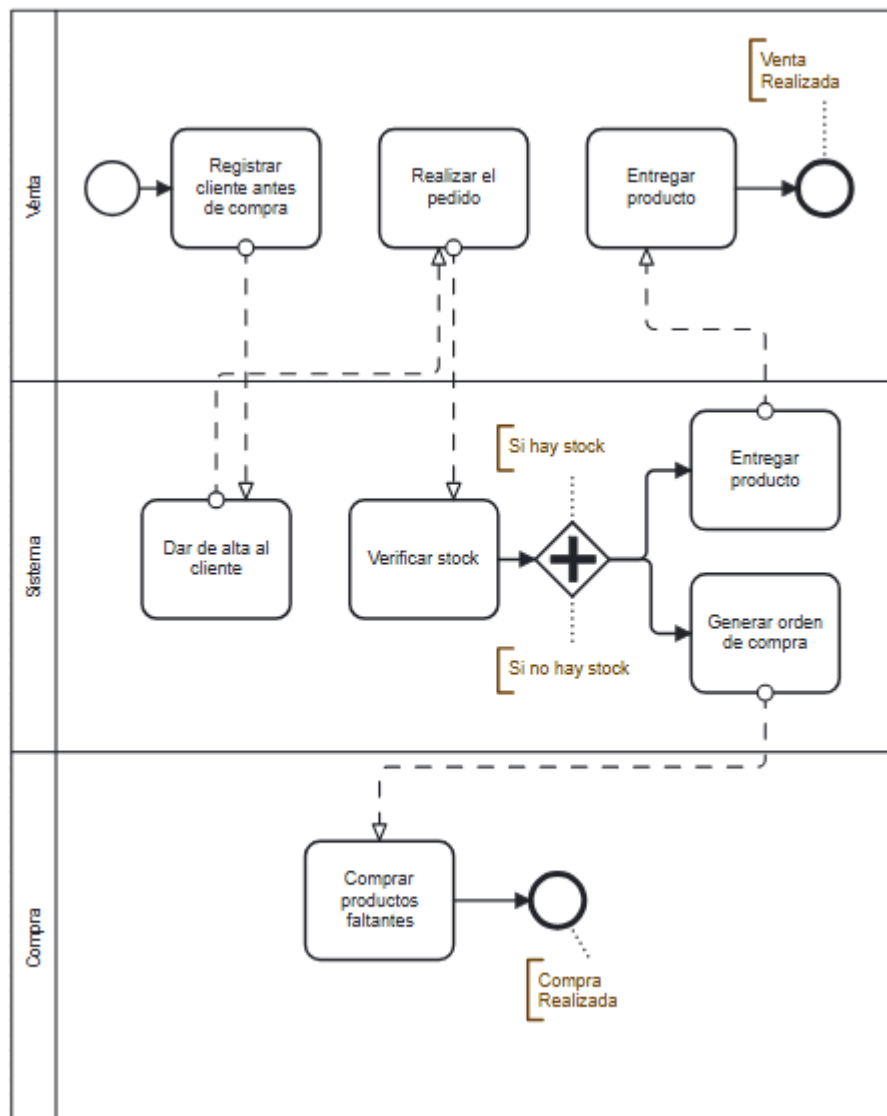 Venta
Registrar
cliente antes
de compra
Realizar el
pedido
Entregar
producto
Venta
Realizada
Sistema
Dar de alta al
cliente
Verificar stock
Si hay stock
Si no hay stock
Entregar
producto
Generar orden
de compra
Compra
Comprar
productos
faltantes
Compra
Realizada